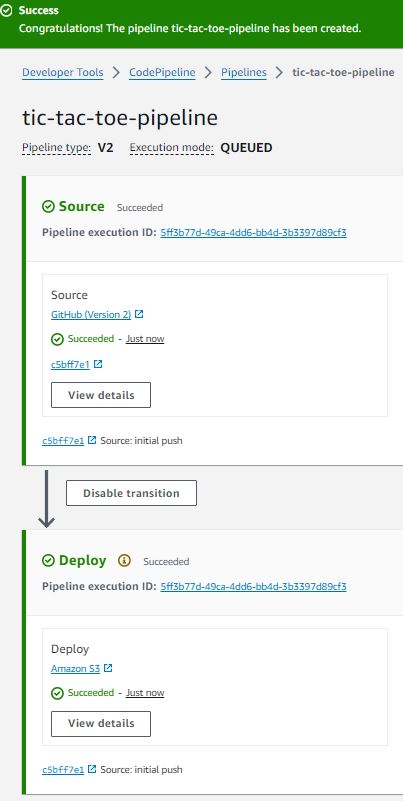 Success
Congratulations! The pipeline tic-tac-toe-pipeline has been created.
Developer Tools > CodePipeline > Pipelines > tic-tac-toe-pipeline
tic-tac-toe-pipeline
Pipeline type: V2 Execution mode: QUEUED
Source Succeeded
Pipeline execution ID: 5ff3b77d-49ca-4dd6-bb4d-3b3397d89cf3
Source
GitHub (Version 2)
Succeeded - Just now
c5bff7e1
View details
c5bff7e1 Source: initial push
Disable transition
Deploy Succeeded
Pipeline execution ID: 5ff3b77d-49ca-4dd6-bb4d-3b3397d89cf3
Deploy
Amazon S3
Succeeded - Just now
View details
c5bff7e1 Source: initial push